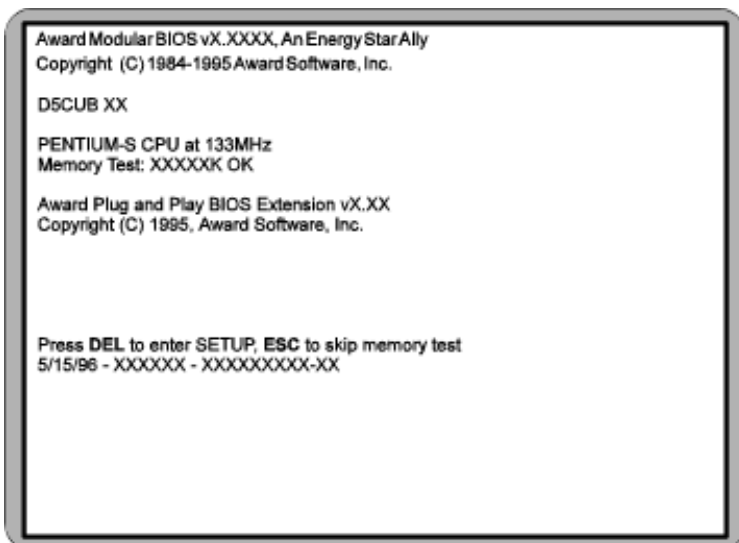 Award Modular BIOS vX.XXXX, An Energy Star Ally
Copyright (C) 1984-1995 Award Software, Inc.
D5CUB XX
PENTIUM-S CPU at 133MHz
Memory Test: XXXXXK OK
Award Plug and Play BIOS Extension vX.XX
Copyright (C) 1995, Award Software, Inc.
Press DEL to enter SETUP, ESC to skip memory test
5/15/96 - XXXXXX - XXXXXXXXX-XX